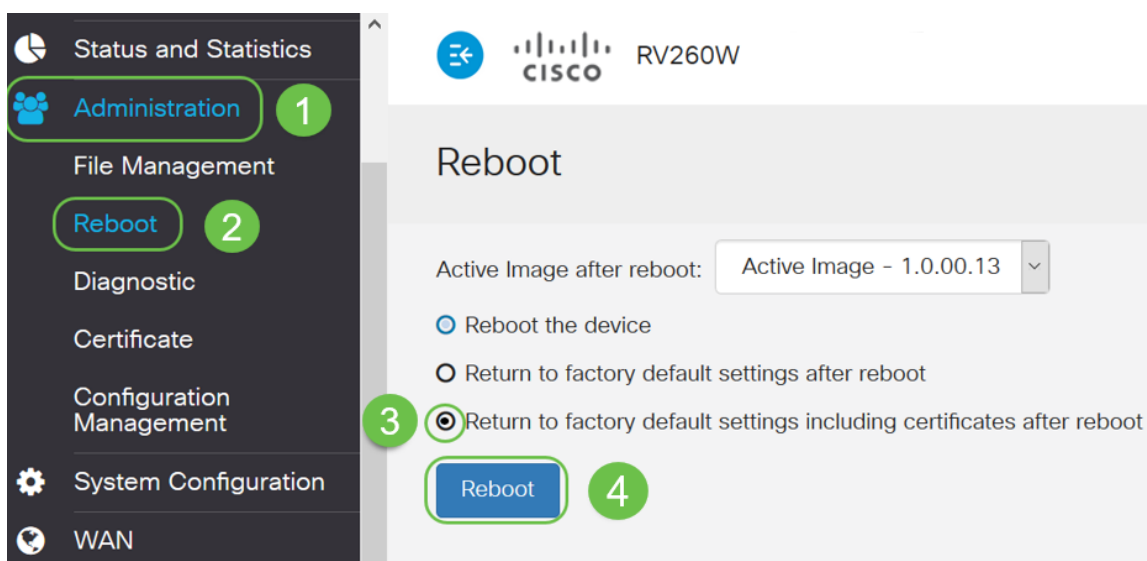 Status and Statistics
Administration
1
File Management
Reboot
2
Diagnostic
Certificate
Configuration
Management
System Configuration
WAN
CISCO
RV260W
Reboot
Active Image after reboot:
Active Image - 1.0.00.13
Reboot the device
Return to factory default settings after reboot
3
Return to factory default settings including certificates after reboot
Reboot
4